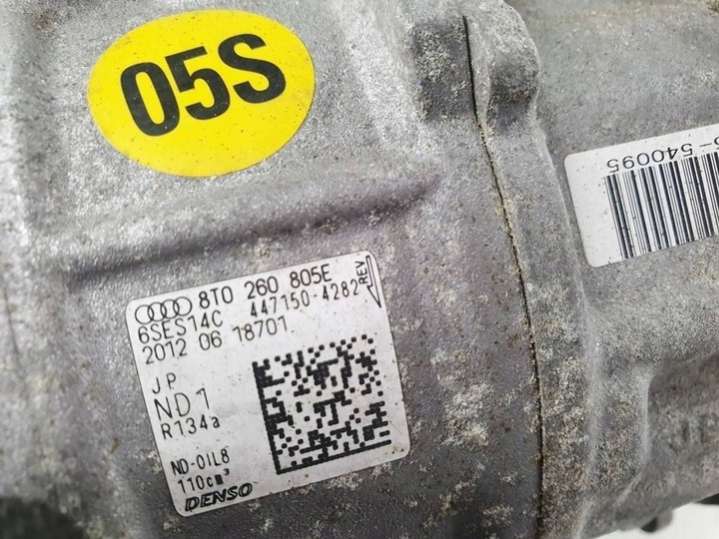 05S
5-540095
8T0 260 805E
6SES14C 447150-4282 REV
2012 06 18701
JP
ND1
R134a
ND-OIL8
110cm³
DENSO